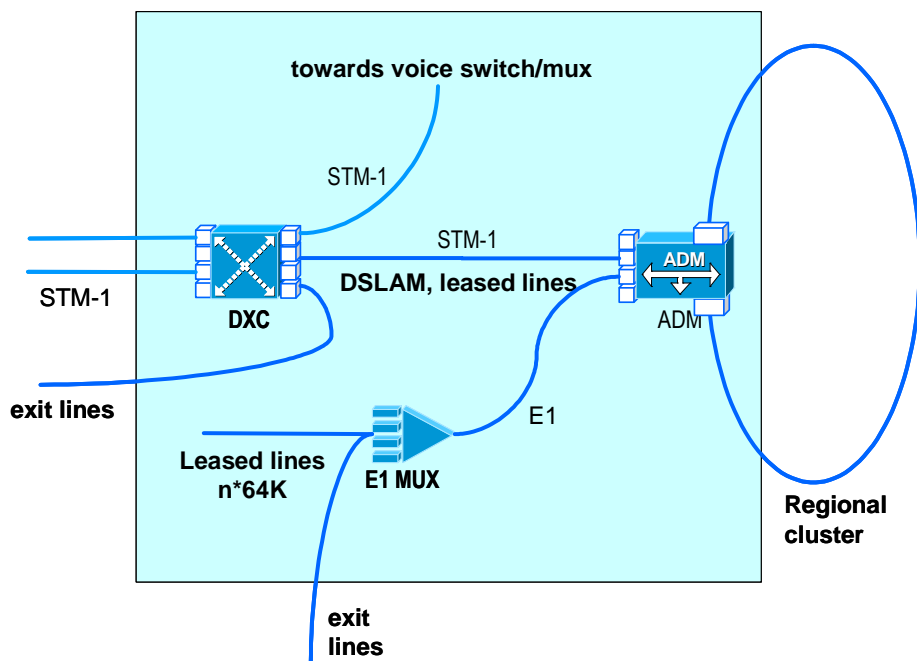 towards voice switch/mux
STM-1
STM-1
DSLAM, leased lines
STM-1
DXC
ADM
ADM
exit lines
E1
Leased lines
n*64K
E1 MUX
Regional
cluster
exit
lines